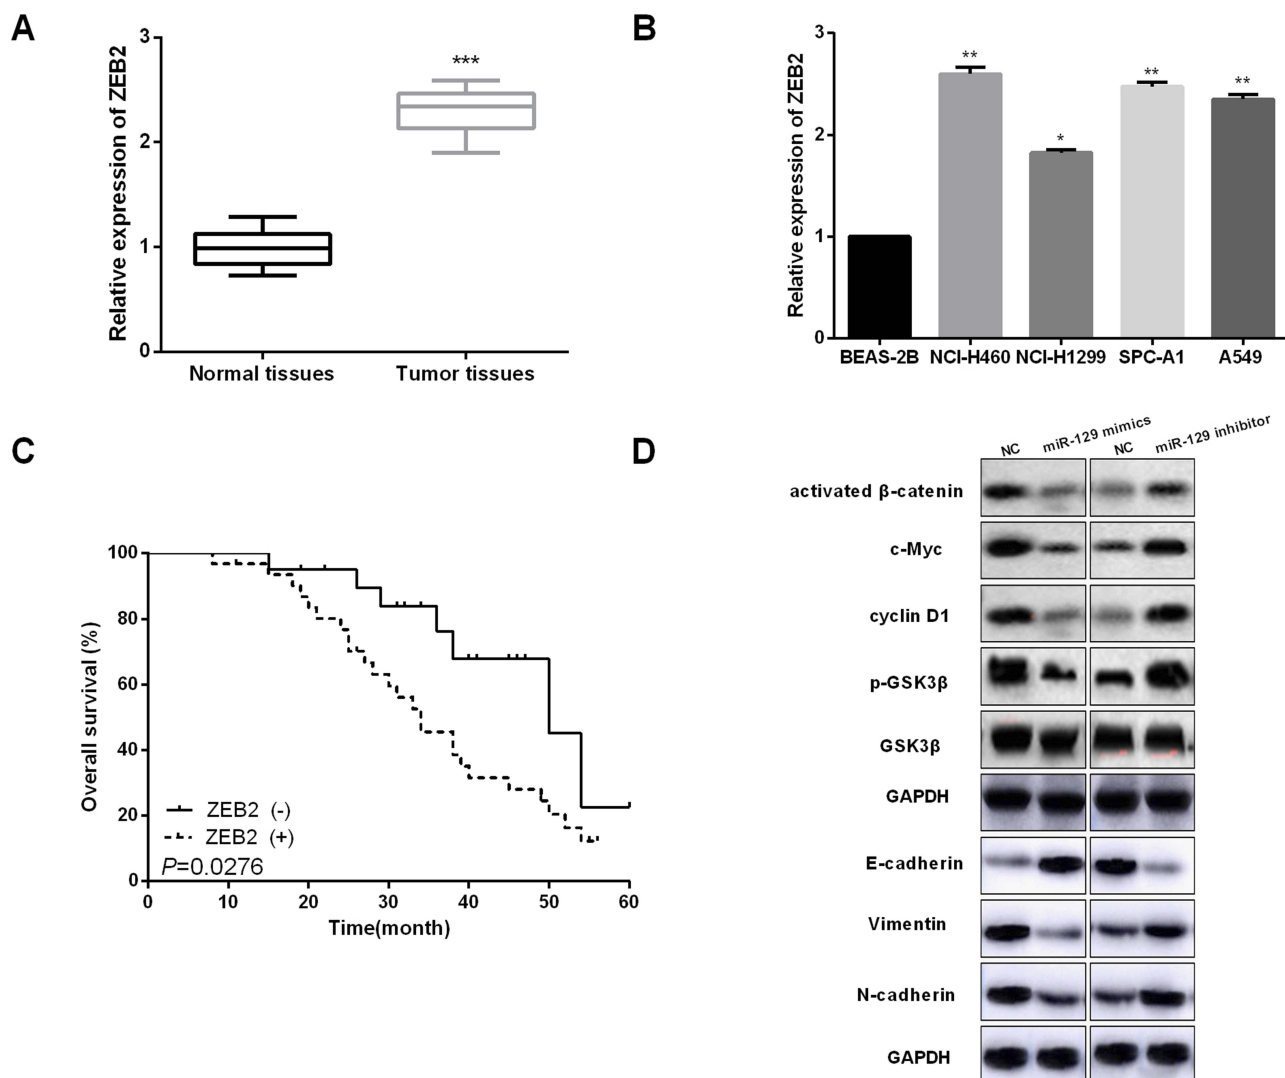 A
Relative expression of ZEB2
3
2
1
0
***
Normal tissues
Tumor tissues
B
Relative expression of ZEB2
3
2
1
0
**
*
**
**
BEAS-2B
NCI-H460
NCI-H1299
SPC-A1
A549
C
Overall survival (%)
100
80
60
40
20
0
ZEB2 (-)
ZEB2 (+)
P=0.0276
0
10
20
30
40
50
60
Time(month)
D
NC
miR-129 mimics
NC
miR-129 inhibitor
activated β-catenin
c-Myc
cyclin D1
p-GSK3β
GSK3β
GAPDH
E-cadherin
Vimentin
N-cadherin
GAPDH